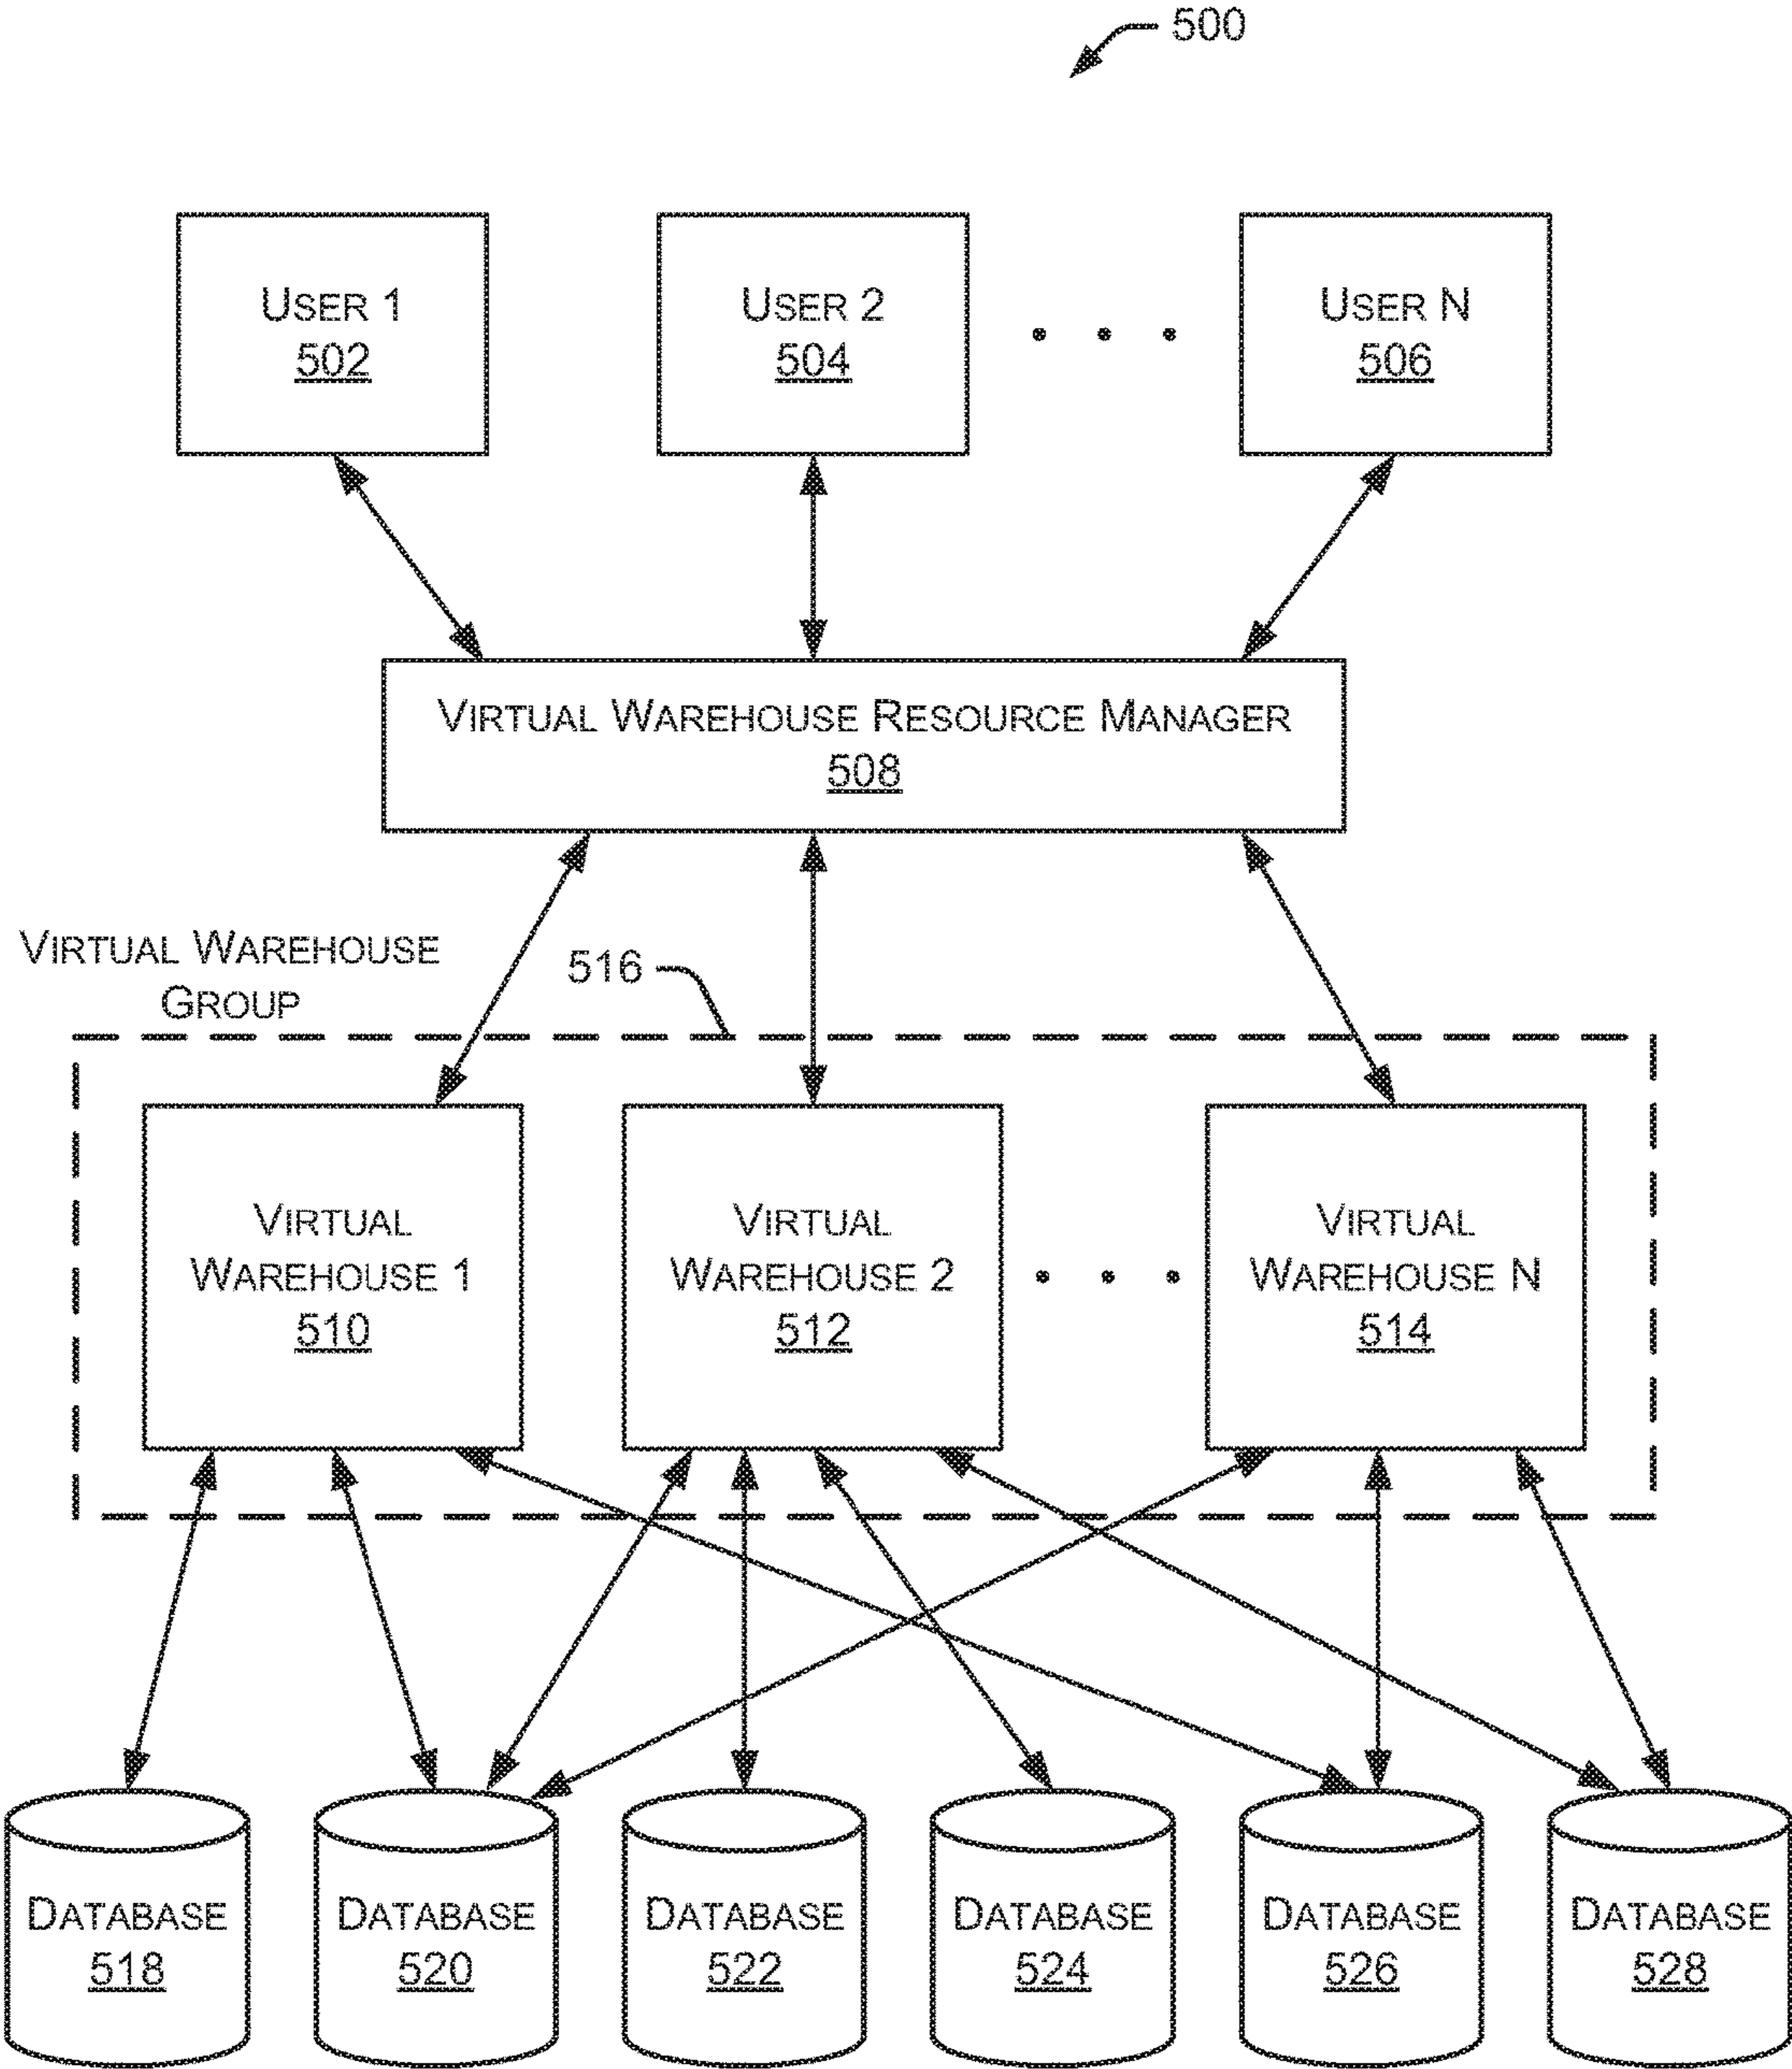 500
USER 1
502
USER 2
504
USER N
506
VIRTUAL WAREHOUSE RESOURCE MANAGER
508
VIRTUAL WAREHOUSE
GROUP
516
VIRTUAL
WAREHOUSE 1
510
VIRTUAL
WAREHOUSE 2
512
VIRTUAL
WAREHOUSE N
514
DATABASE
518
DATABASE
520
DATABASE
522
DATABASE
524
DATABASE
526
DATABASE
528